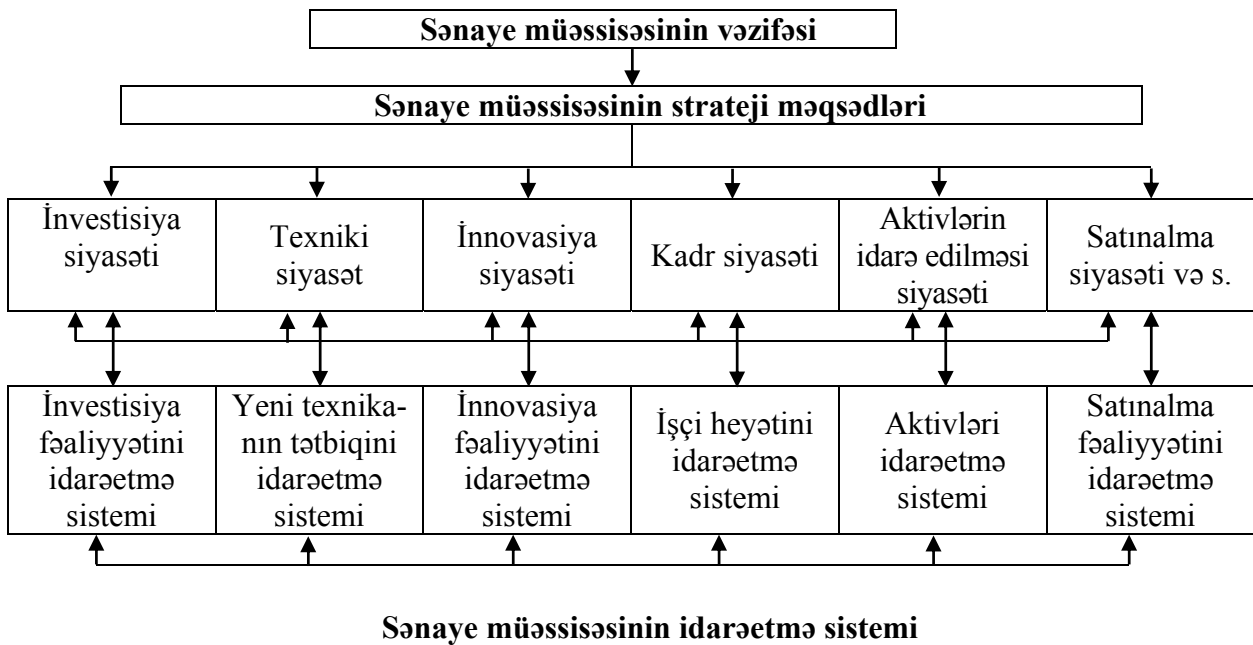 Sənaye müəssisəsinin vəzifəsi
Sənaye müəssisəsinin strateji məqsədləri
İnvestisiya
siyasəti
Texniki
siyasət
İnnovasiya
siyasəti
Kadr siyasəti
Aktivlərin
idarə edilməsi
siyasəti
Satınalma
siyasəti və s.
İnvestisiya
fəaliyyətini
idarəetmə
sistemi
Yeni texnika-
nın tətbiqini
idarəetmə
sistemi
İnnovasiya
fəaliyyətini
idarəetmə
sistemi
İşçi heyətini
idarəetmə
sistemi
Aktivləri
idarəetmə
sistemi
Satınalma
fəaliyyətini
idarəetmə
sistemi
Sənaye müəssisəsinin idarəetmə sistemi